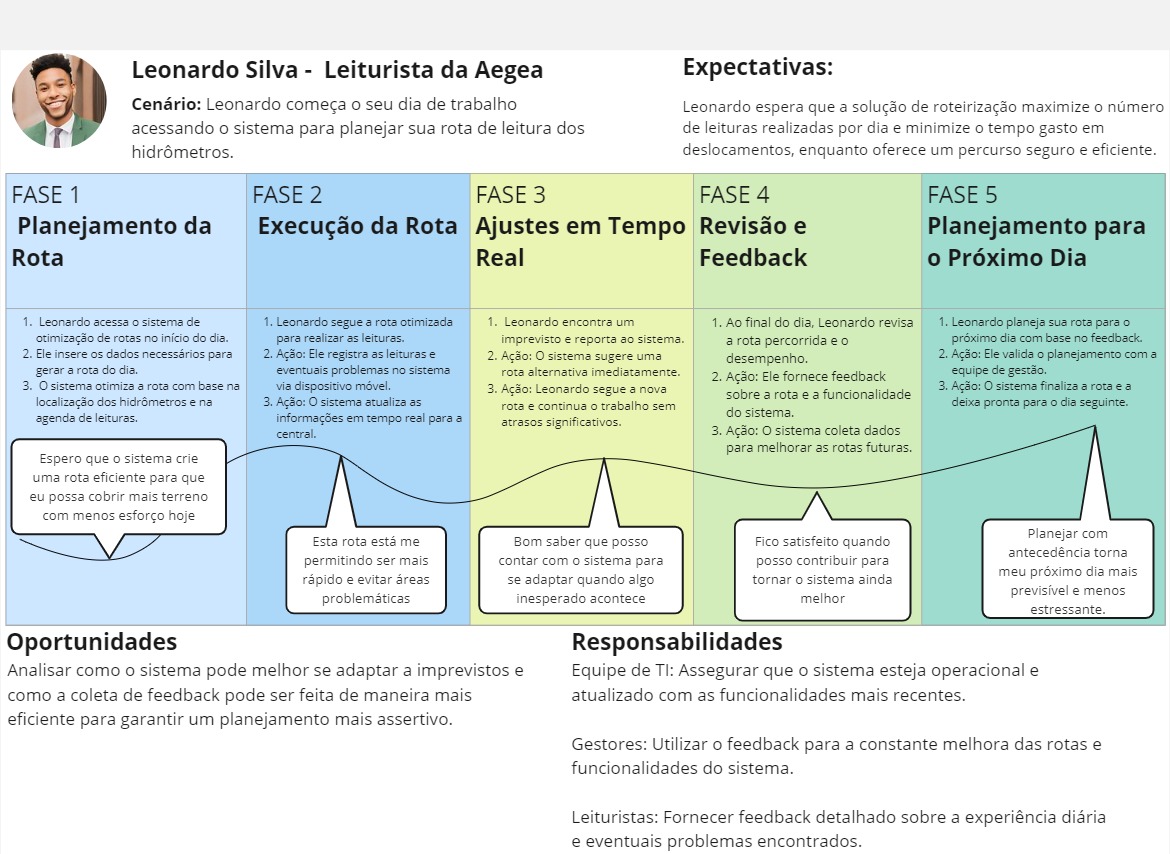 Leonardo Silva - Leiturista da Aegea
Cenário: Leonardo começa o seu dia de trabalho
acessando o sistema para planejar sua rota de leitura dos
hidrômetros.
Expectativas:
Leonardo espera que a solução de roteirização maximize o número
de leituras realizadas por dia e minimize o tempo gasto em
deslocamentos, enquanto oferece um percurso seguro e eficiente.
FASE 1
Planejamento da
Rota
FASE 2
Execução da Rota
FASE 3
Ajustes em Tempo
Real
FASE 4
Revisão e
Feedback
FASE 5
Planejamento para
o Próximo Dia
1. Leonardo acessa o sistema de
otimização de rotas no início do dia.
2. Ele insere os dados necessários para
gerar a rota do dia.
3. O sistema otimiza a rota com base na
localização dos hidrômetros e na
agenda de leituras.
1. Leonardo segue a rota otimizada
para realizar as leituras.
2. Ação: Ele registra as leituras e
eventuais problemas no sistema
via dispositivo móvel.
3. Ação: O sistema atualiza as
informações em tempo real para a
central.
1. Leonardo encontra um
imprevisto e reporta ao sistema.
2. Ação: O sistema sugere uma
rota alternativa imediatamente.
3. Ação: Leonardo segue a nova
rota e continua o trabalho sem
atrasos significativos.
1. Ao final do dia, Leonardo revisa
a rota percorrida e o
desempenho.
2. Ação: Ele fornece feedback
sobre a rota e a funcionalidade
do sistema.
3. Ação: O sistema coleta dados
para melhorar as rotas futuras.
1. Leonardo planeja sua rota para o
próximo dia com base no feedback.
2. Ação: Ele valida o planejamento com a
equipe de gestão.
3. Ação: O sistema finaliza a rota e a
deixa pronta para o dia seguinte.
Espero que o sistema crie
uma rota eficiente para que
eu possa cobrir mais terreno
com menos esforço hoje
Esta rota está me
permitindo ser mais
rápido e evitar áreas
problemáticas
Bom saber que posso
contar com o sistema para
se adaptar quando algo
inesperado acontece
Fico satisfeito quando
posso contribuir para
tornar o sistema ainda
melhor
Planejar com
antecedência torna
meu próximo dia mais
previsível e menos
estressante.
Oportunidades
Analisar como o sistema pode melhor se adaptar a imprevistos e
como a coleta de feedback pode ser feita de maneira mais
eficiente para garantir um planejamento mais assertivo.
Responsabilidades
Equipe de TI: Assegurar que o sistema esteja operacional e
atualizado com as funcionalidades mais recentes.
Gestores: Utilizar o feedback para a constante melhora das rotas e
funcionalidades do sistema.
Leituristas: Fornecer feedback detalhado sobre a experiência diária
e eventuais problemas encontrados.